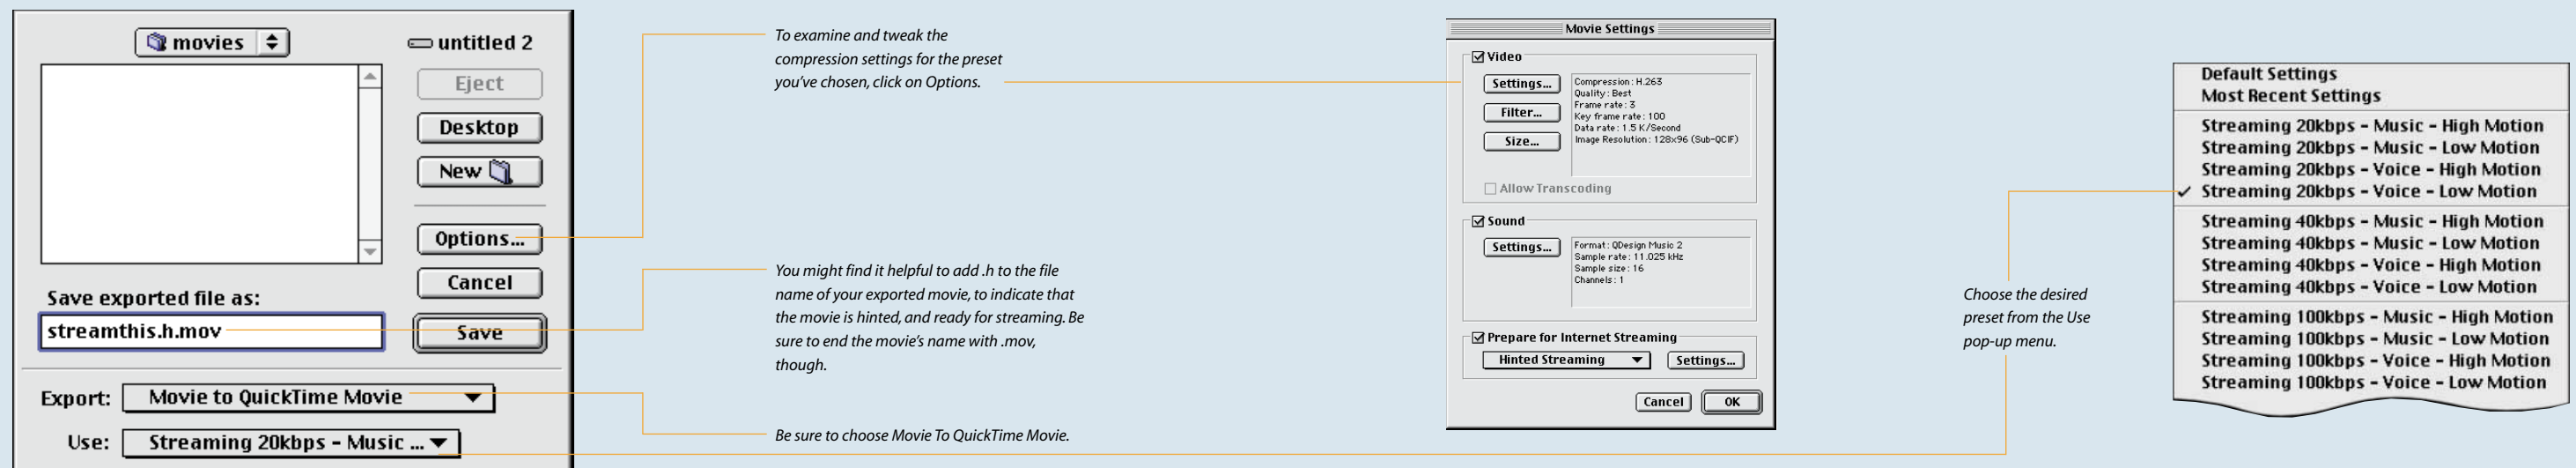 movies
untitled 2
Eject
Desktop
New
Options...
Cancel
Save exported file as:
streamthis.h.mov
Save
Export: Movie to QuickTime Movie
Use: Streaming 20kbps - Music ...
To examine and tweak the
compression settings for the preset
you've chosen, click on Options.
You might find it helpful to add .h to the file
name of your exported movie, to indicate that
the movie is hinted, and ready for streaming. Be
sure to end the movie's name with .mov,
though.
Be sure to choose Movie To QuickTime Movie.
Movie Settings
Video
Settings...
Filter...
Size...
Compression: H.263
Quality: Best
Frame rate: 3
Key frame rate: 100
Data rate: 1.5 K/Second
Image Resolution: 128x96 (Sub-QCIF)
Allow Transcoding
Sound
Settings...
Format: QDesign Music 2
Sample rate: 11.025 kHz
Sample size: 16
Channels: 1
Prepare for Internet Streaming
Hinted Streaming
Settings...
Cancel
OK
Choose the desired
preset from the Use
pop-up menu.
Default Settings
Most Recent Settings
Streaming 20kbps - Music - High Motion
Streaming 20kbps - Music - Low Motion
Streaming 20kbps - Voice - High Motion
✓ Streaming 20kbps - Voice - Low Motion
Streaming 40kbps - Music - High Motion
Streaming 40kbps - Music - Low Motion
Streaming 40kbps - Voice - High Motion
Streaming 40kbps - Voice - Low Motion
Streaming 100kbps - Music - High Motion
Streaming 100kbps - Music - Low Motion
Streaming 100kbps - Voice - High Motion
Streaming 100kbps - Voice - Low Motion